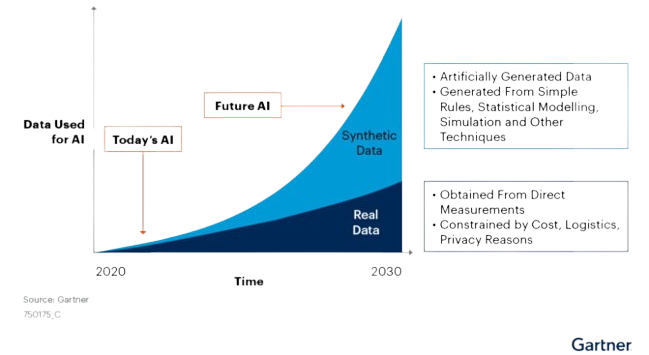 Data Used
for AI
Today's AI
Future AI
Synthetic
Data
Real
Data
• Artificially Generated Data
• Generated From Simple
Rules, Statistical Modelling,
Simulation and Other
Techniques
• Obtained From Direct
Measurements
• Constrained by Cost, Logistics,
Privacy Reasons
2020
2030
Time
Source: Gartner
750175_C
Gartner